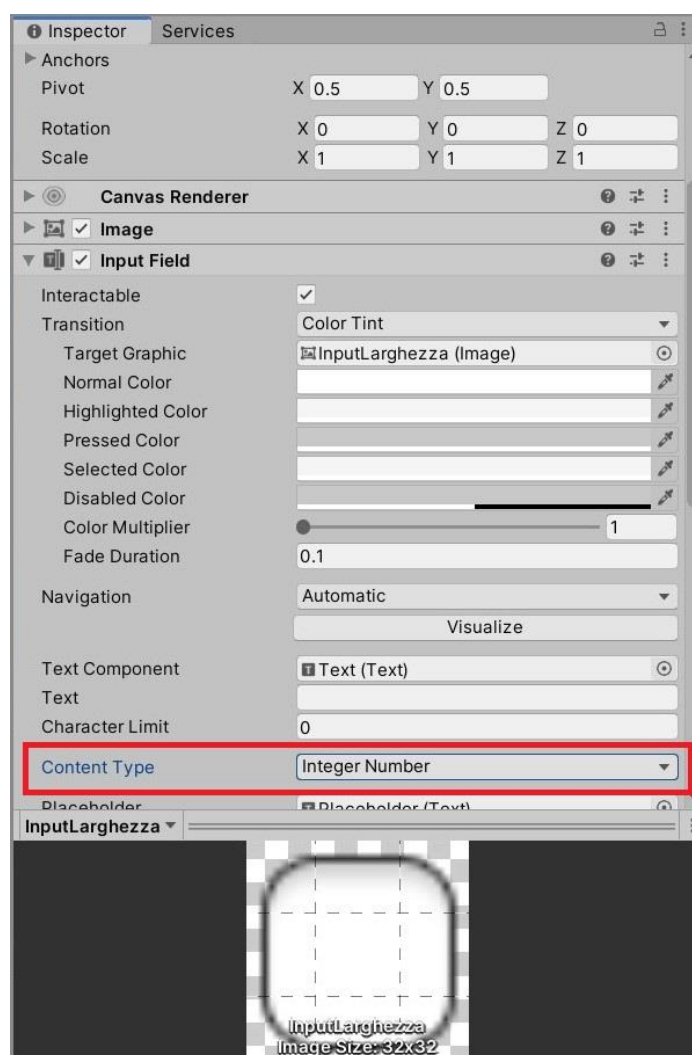 Inspector Services
Anchors
Pivot X 0.5 Y 0.5
Rotation X 0 Y 0 Z 0
Scale X 1 Y 1 Z 1
Canvas Renderer
Image
Input Field
Interactable
Transition Color Tint
Target Graphic InputLarghezza (Image)
Normal Color
Highlighted Color
Pressed Color
Selected Color
Disabled Color
Color Multiplier 1
Fade Duration 0.1
Navigation Automatic
Visualize
Text Component Text (Text)
Text
Character Limit 0
Content Type Integer Number
Placeholder Placeholder (Text)
InputLarghezza
InputLarghezza
Image Size: 32x32